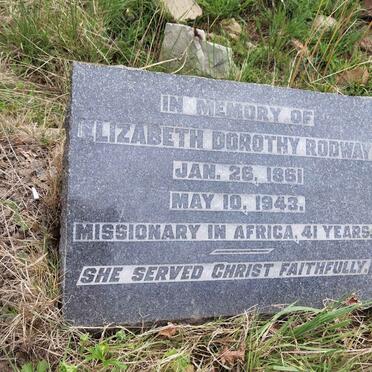 IN MEMORY OF
ELIZABETH DOROTHY RODWAY
JAN. 26, 1861
MAY 10, 1943.
MISSIONARY IN AFRICA, 41 YEARS.
SHE SERVED CHRIST FAITHFULLY.